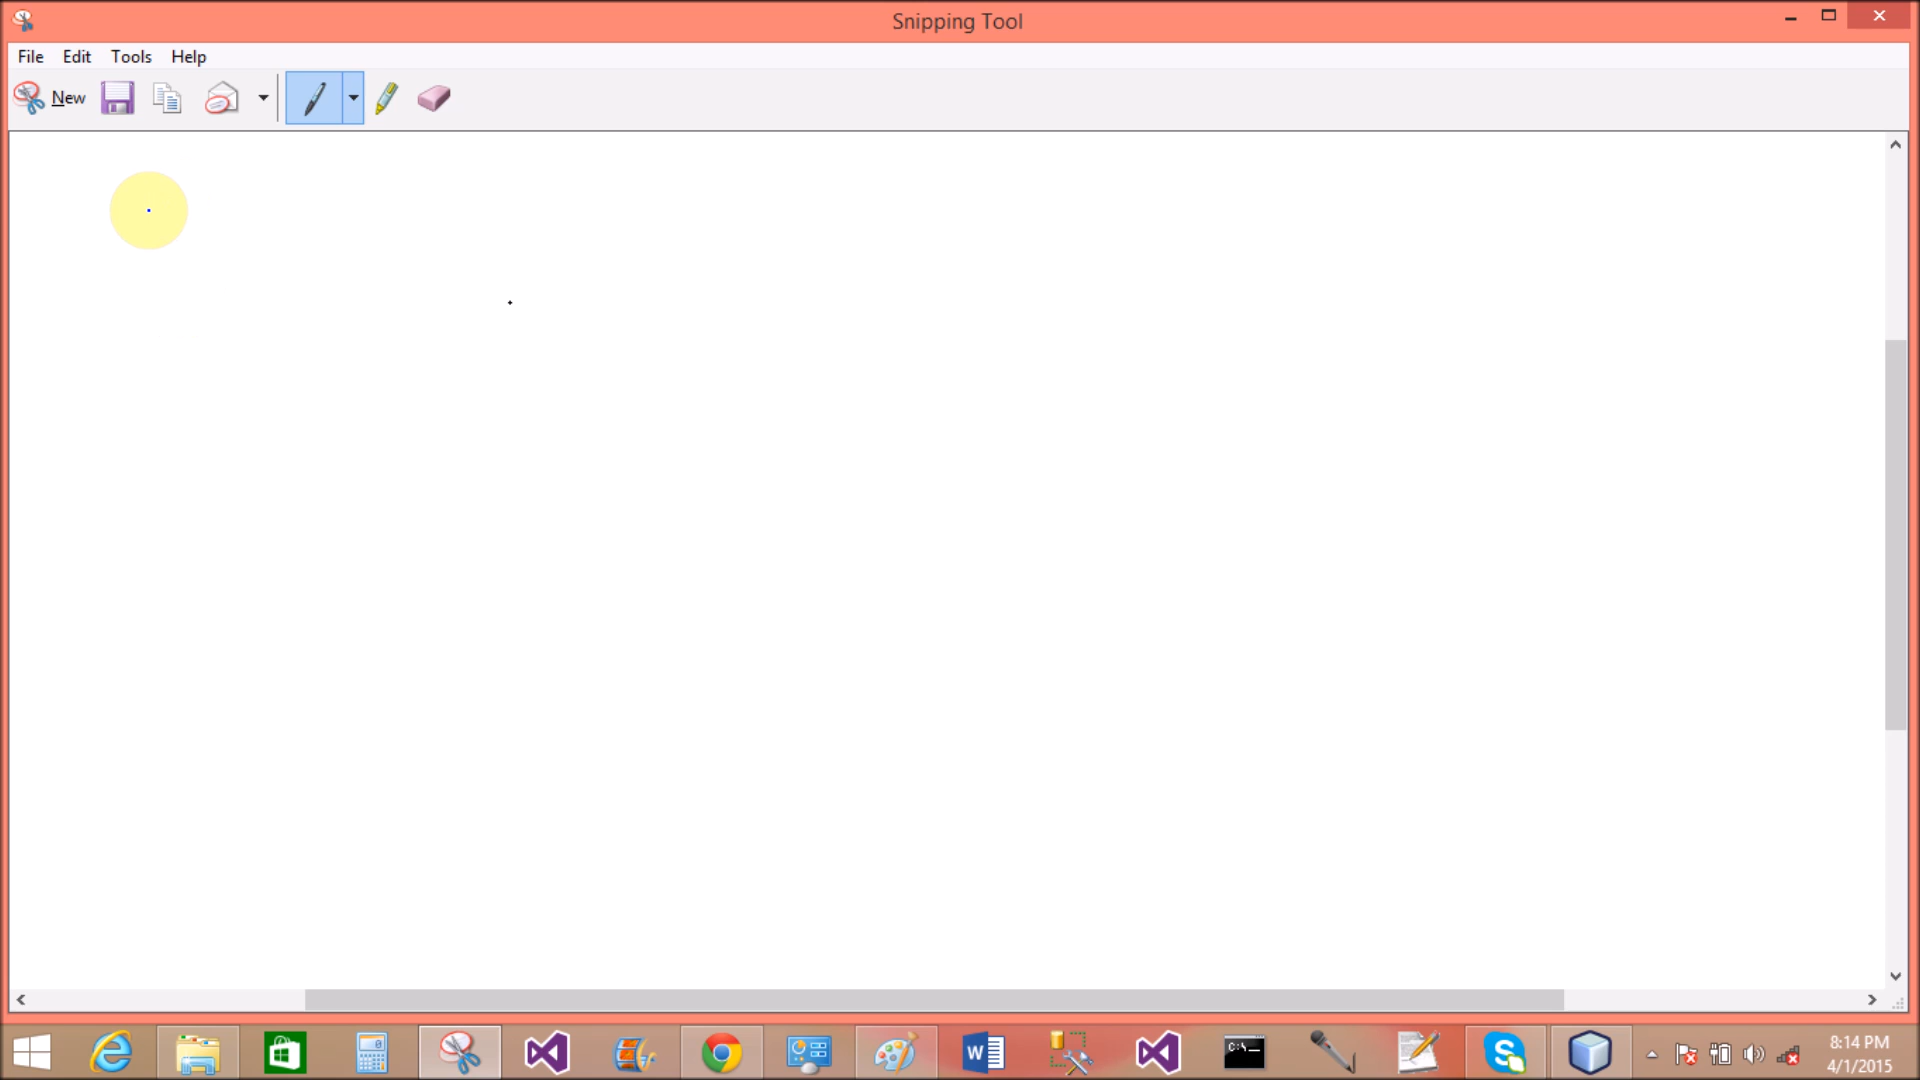 Snipping Tool
File Edit Tools Help
New
C:\_
8:14 PM
4/1/2015